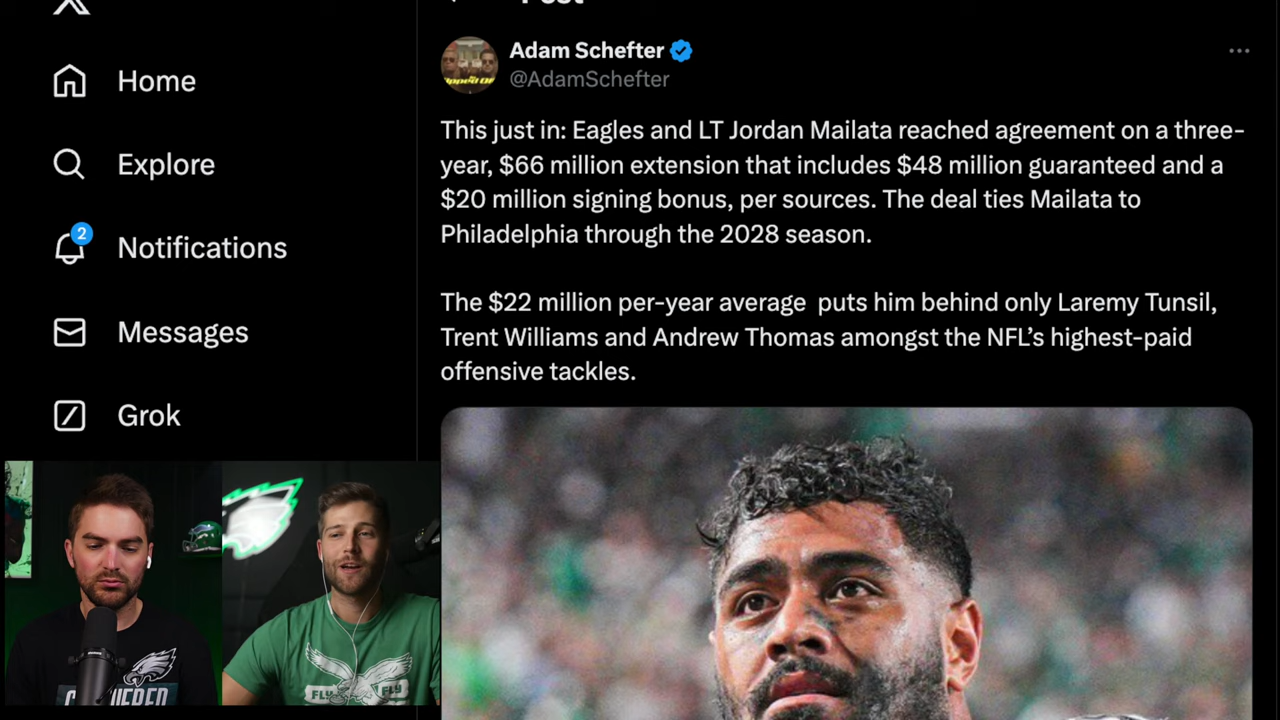 Home
Explore
2
Notifications
Messages
Grok
Post
Adam Schefter
@AdamSchefter
This just in: Eagles and LT Jordan Mailata reached agreement on a three-
year, $66 million extension that includes $48 million guaranteed and a
$20 million signing bonus, per sources. The deal ties Mailata to
Philadelphia through the 2028 season.
The $22 million per-year average  puts him behind only Laremy Tunsil,
Trent Williams and Andrew Thomas amongst the NFL’s highest-paid
offensive tackles.
FLY
FLY